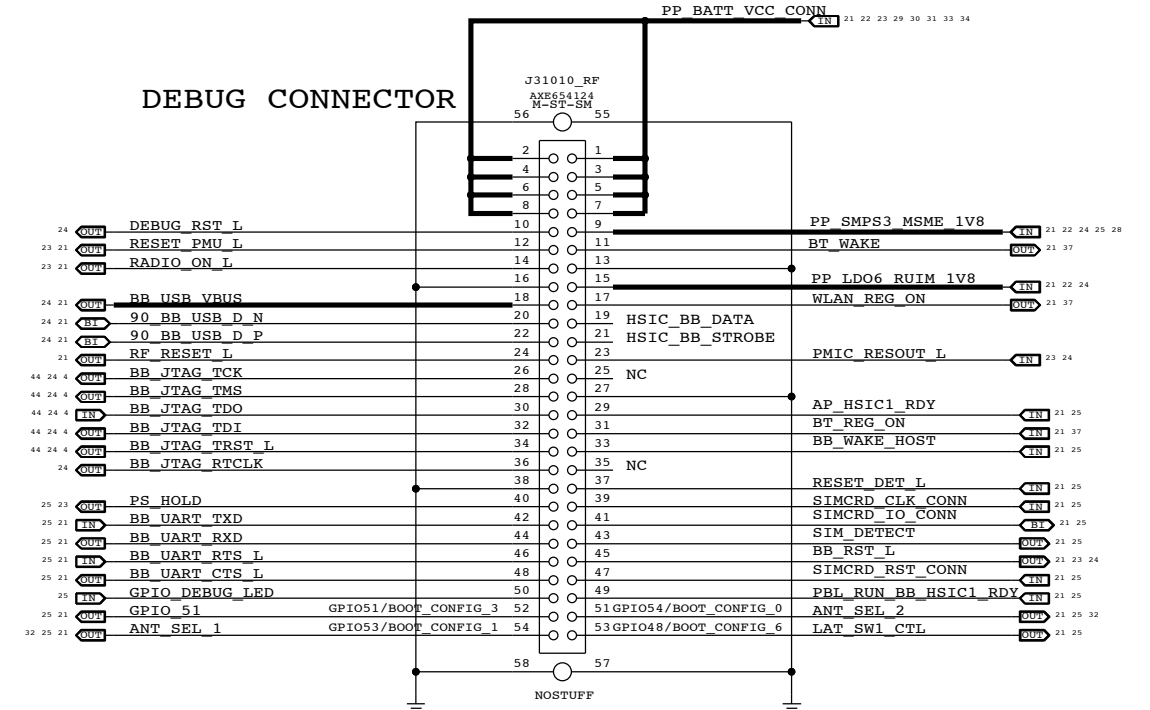 PP_BATT_VCC_CONN IN 21 22 23 29 30 31 33 34
J31010_RF
AXE654124
M-ST-SM
DEBUG CONNECTOR
56 55
2 1
4 3
6 5
8 7
24 OUT DEBUG_RST_L 10 9 PP_SMPS3_MSME_1V8 IN 21 22 24 25 28
23 21 OUT RESET_PMU_L 12 11 BT_WAKE OUT 21 37
23 21 OUT RADIO_ON_L 14 13
16 15 PP_LDO6_RUIM_1V8 IN 21 22 24
24 21 OUT BB_USB_VBUS 18 17 WLAN_REG_ON OUT 21 37
24 21 BI 90_BB_USB_D_N 20 19 HSIC_BB_DATA
24 21 BI 90_BB_USB_D_P 22 21 HSIC_BB_STROBE
21 OUT RF_RESET_L 24 23 PMIC_RESOUT_L IN 23 24
44 24 4 OUT BB_JTAG_TCK 26 25 NC
44 24 4 OUT BB_JTAG_TMS 28 27
44 24 4 IN BB_JTAG_TDO 30 29 AP_HSIC1_RDY IN 21 25
44 24 4 OUT BB_JTAG_TDI 32 31 BT_REG_ON IN 21 37
44 24 4 OUT BB_JTAG_TRST_L 34 33 BB_WAKE_HOST IN 21 25
24 OUT BB_JTAG_RTCLK 36 35 NC
38 37 RESET_DET_L IN 21 25
25 23 OUT PS_HOLD 40 39 SIMCRD_CLK_CONN IN 21 25
25 21 IN BB_UART_TXD 42 41 SIMCRD_IO_CONN BI 21 25
25 21 OUT BB_UART_RXD 44 43 SIM_DETECT OUT 21 25
25 21 IN BB_UART_RTS_L 46 45 BB_RST_L OUT 21 23 24
25 21 OUT BB_UART_CTS_L 48 47 SIMCRD_RST_CONN IN 21 25
25 IN GPIO_DEBUG_LED 50 49 PBL_RUN_BB_HSIC1_RDY IN 21 25
25 21 OUT GPIO_51 GPIO51/BOOT_CONFIG_3 52 51 GPIO54/BOOT_CONFIG_0 ANT_SEL_2 OUT 21 25 32
32 25 21 OUT ANT_SEL_1 GPIO53/BOOT_CONFIG_1 54 53 GPIO48/BOOT_CONFIG_6 LAT_SW1_CTL OUT 21 25
58 57
NOSTUFF